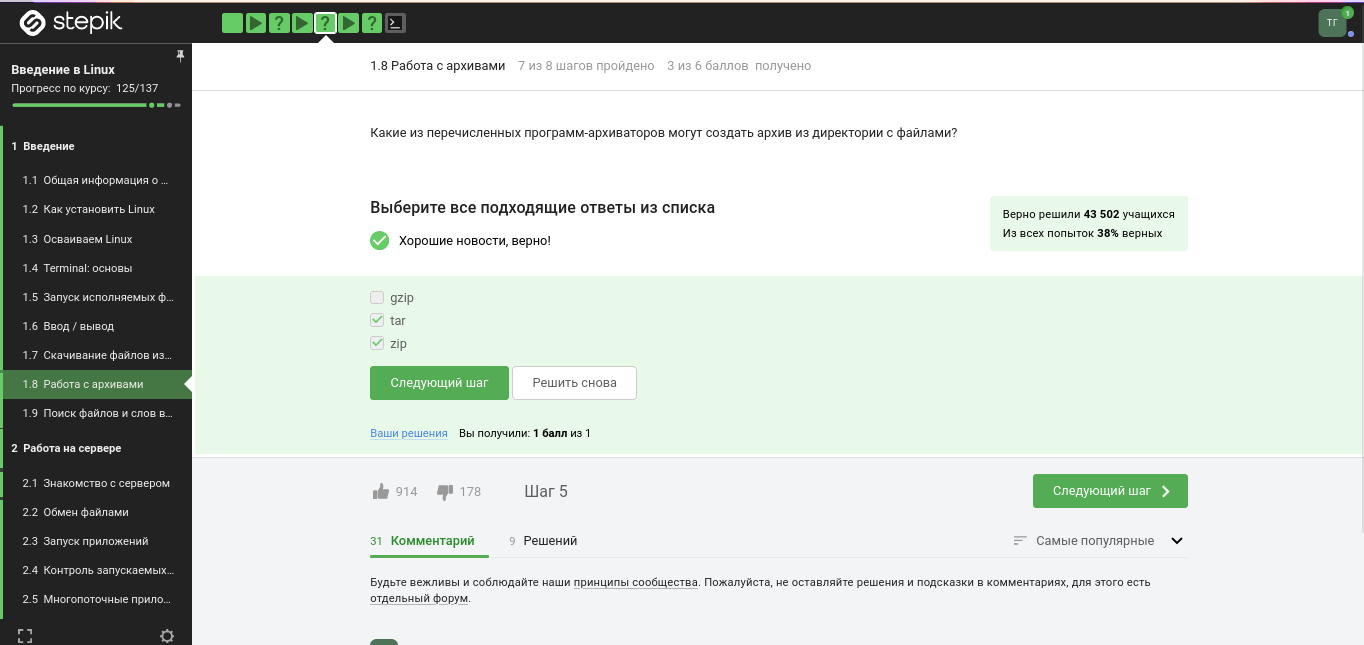 stepik
?
?
?
ТГ
1
Введение в Linux
Прогресс по курсу: 125/137
1 Введение
1.1 Общая информация о ...
1.2 Как установить Linux
1.3 Осваиваем Linux
1.4 Terminal: основы
1.5 Запуск исполняемых ф...
1.6 Ввод / вывод
1.7 Скачивание файлов из...
1.8 Работа с архивами
1.9 Поиск файлов и слов в...
2 Работа на сервере
2.1 Знакомство с сервером
2.2 Обмен файлами
2.3 Запуск приложений
2.4 Контроль запускаемых...
2.5 Многопоточные прило...
1.8 Работа с архивами 7 из 8 шагов пройдено 3 из 6 баллов получено
Какие из перечисленных программ-архиваторов могут создать архив из директории с файлами?
Выберите все подходящие ответы из списка
Хорошие новости, верно!
Верно решили 43 502 учащихся
Из всех попыток 38% верных
gzip
tar
zip
Следующий шаг Решить снова
Ваши решения Вы получили: 1 балл из 1
914 178 Шаг 5 Следующий шаг
31 Комментарий 9 Решений Самые популярные
Будьте вежливы и соблюдайте наши принципы сообщества. Пожалуйста, не оставляйте решения и подсказки в комментариях, для этого есть
отдельный форум.